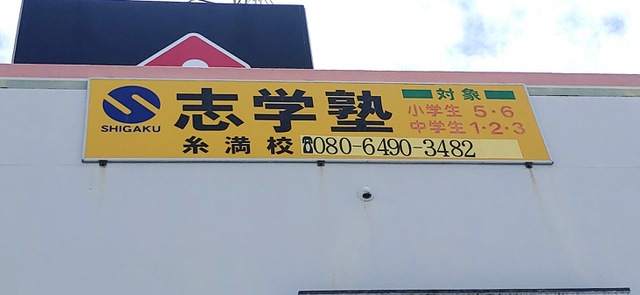 SHIGAKU
志学塾
対象
小学生 5・6
中学生 1・2・3
糸満校 ☎080-6490-3482